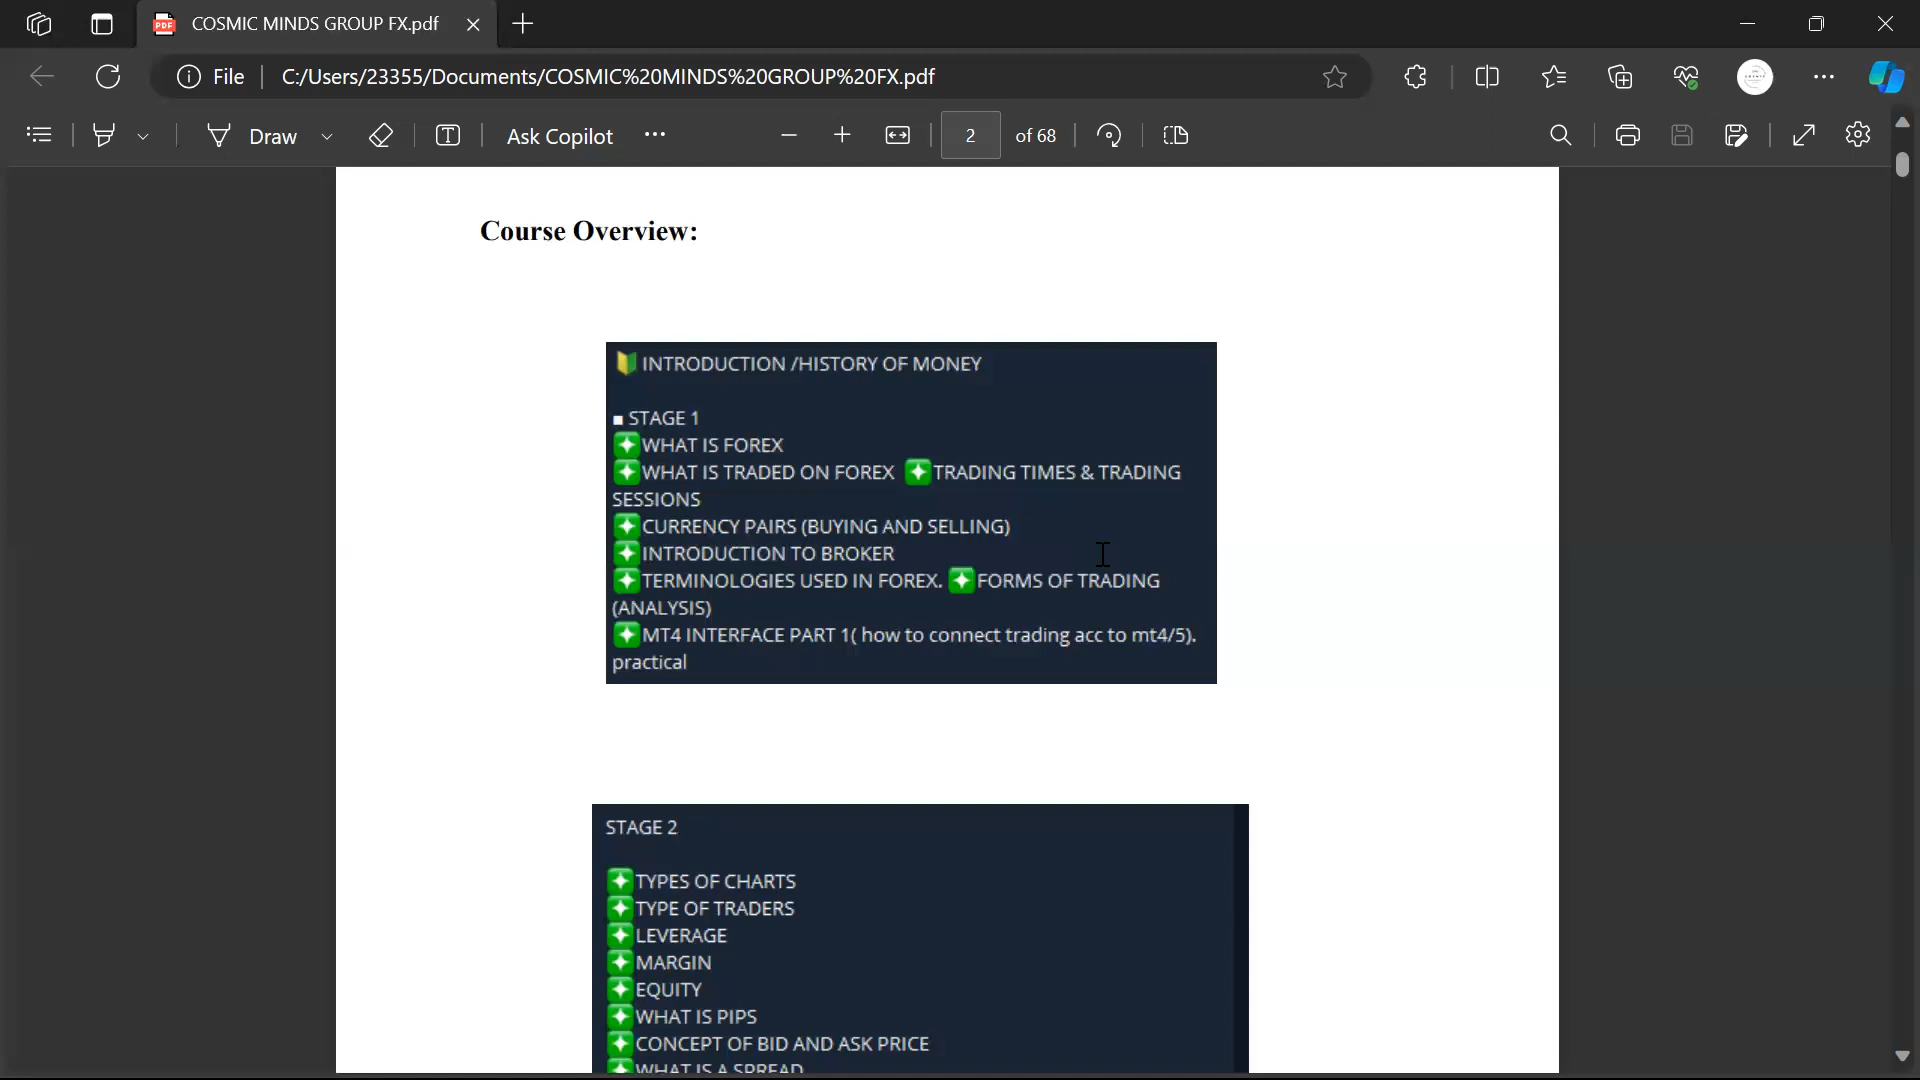 COSMIC MINDS GROUP FX.pdf
File C:/Users/23355/Documents/COSMIC%20MINDS%20GROUP%20FX.pdf
Draw Ask Copilot 2 of 68
Course Overview:
INTRODUCTION /HISTORY OF MONEY
STAGE 1
WHAT IS FOREX
WHAT IS TRADED ON FOREX TRADING TIMES & TRADING
SESSIONS
CURRENCY PAIRS (BUYING AND SELLING)
INTRODUCTION TO BROKER
TERMINOLOGIES USED IN FOREX. FORMS OF TRADING
(ANALYSIS)
MT4 INTERFACE PART 1( how to connect trading acc to mt4/5).
practical
STAGE 2
TYPES OF CHARTS
TYPE OF TRADERS
LEVERAGE
MARGIN
EQUITY
WHAT IS PIPS
CONCEPT OF BID AND ASK PRICE
WHAT IS A SPREAD